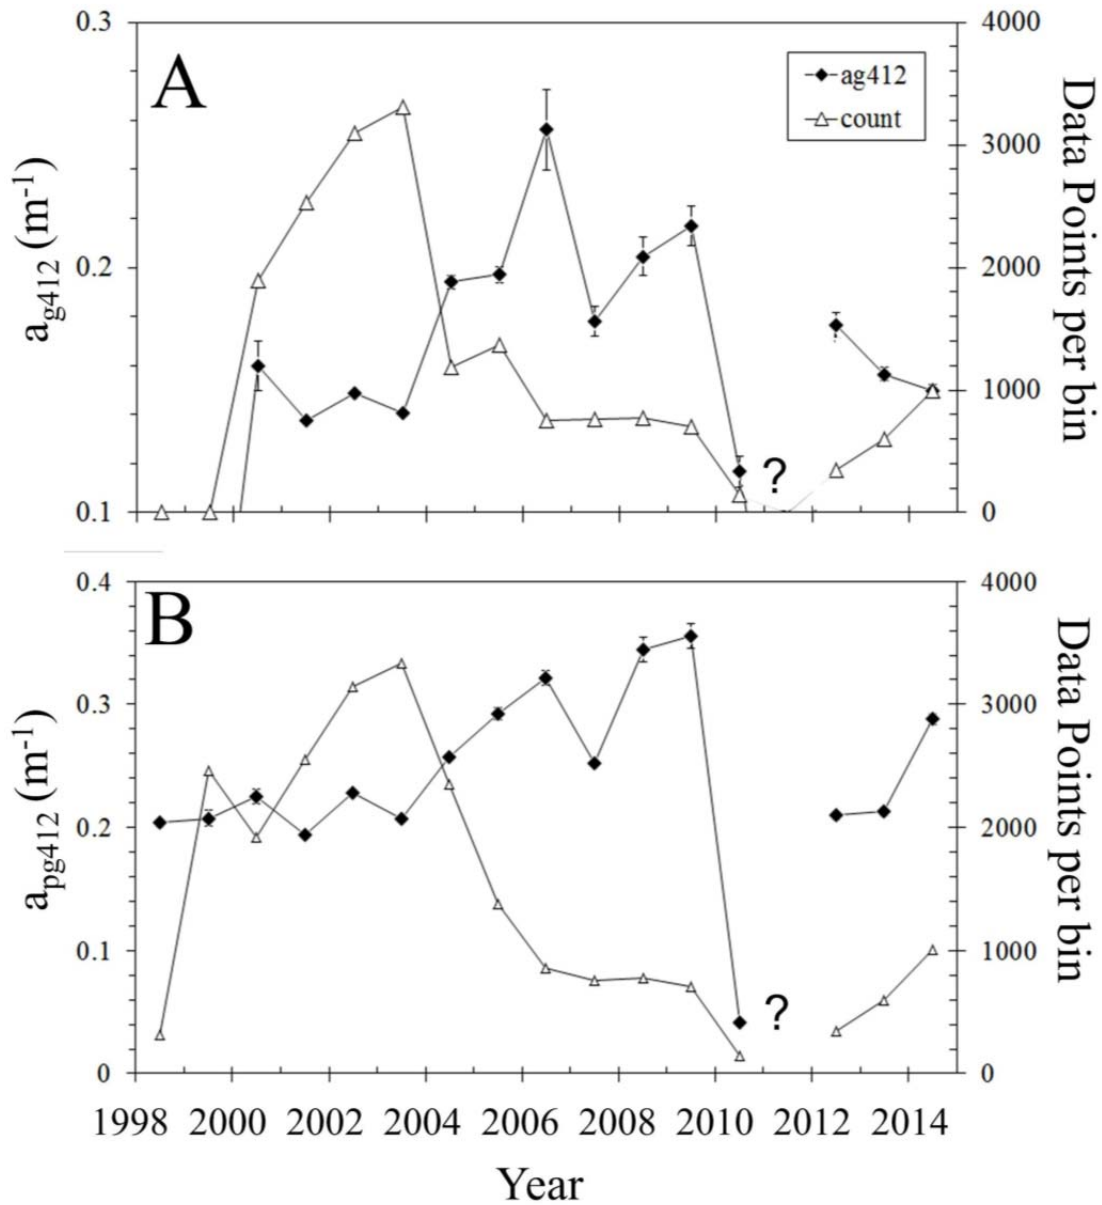 A
0.3
0.2
0.1
ag412 (m-1)
ag412
count
4000
3000
2000
1000
0
Data Points per bin
?
B
0.4
0.3
0.2
0.1
0
apg412 (m-1)
4000
3000
2000
1000
0
Data Points per bin
?
1998 2000 2002 2004 2006 2008 2010 2012 2014
Year